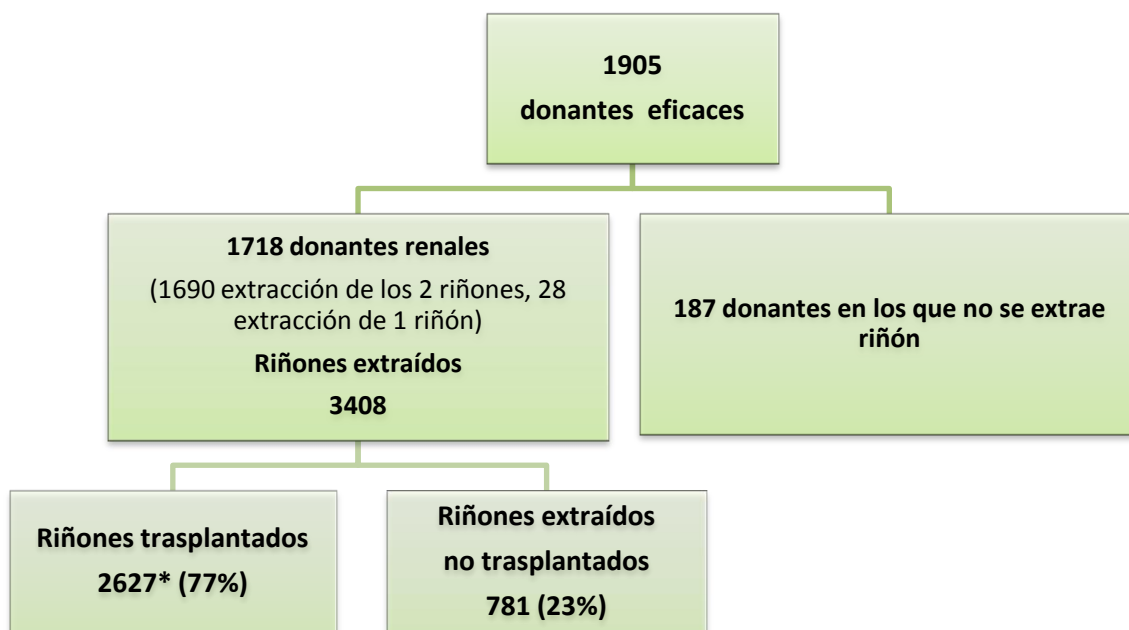 1905
donantes eficaces
1718 donantes renales
(1690 extracción de los 2 riñones, 28
extracción de 1 riñón)
Riñones extraídos
3408
187 donantes en los que no se extrae
riñón
Riñones trasplantados
2627* (77%)
Riñones extraídos
no trasplantados
781 (23%)